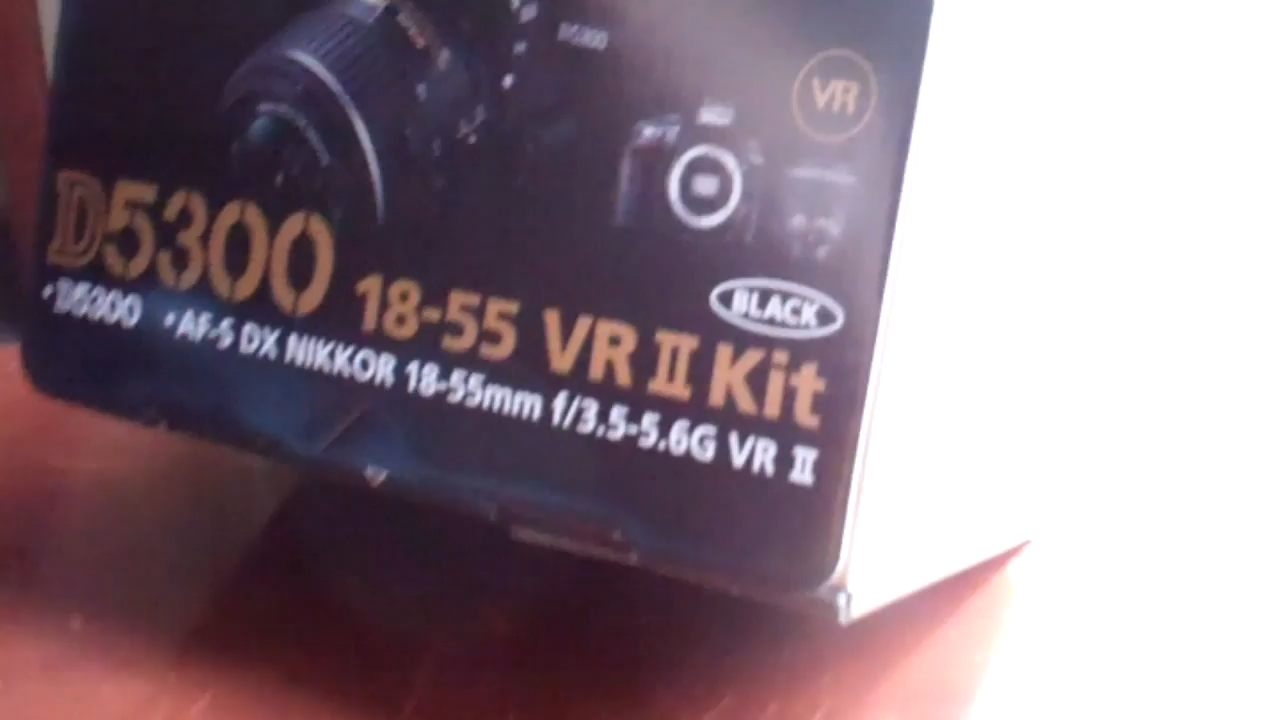 D5300
VR
D5300 18-55 VR II Kit
BLACK
• D5300 • AF-S DX NIKKOR 18-55mm f/3.5-5.6G VR II